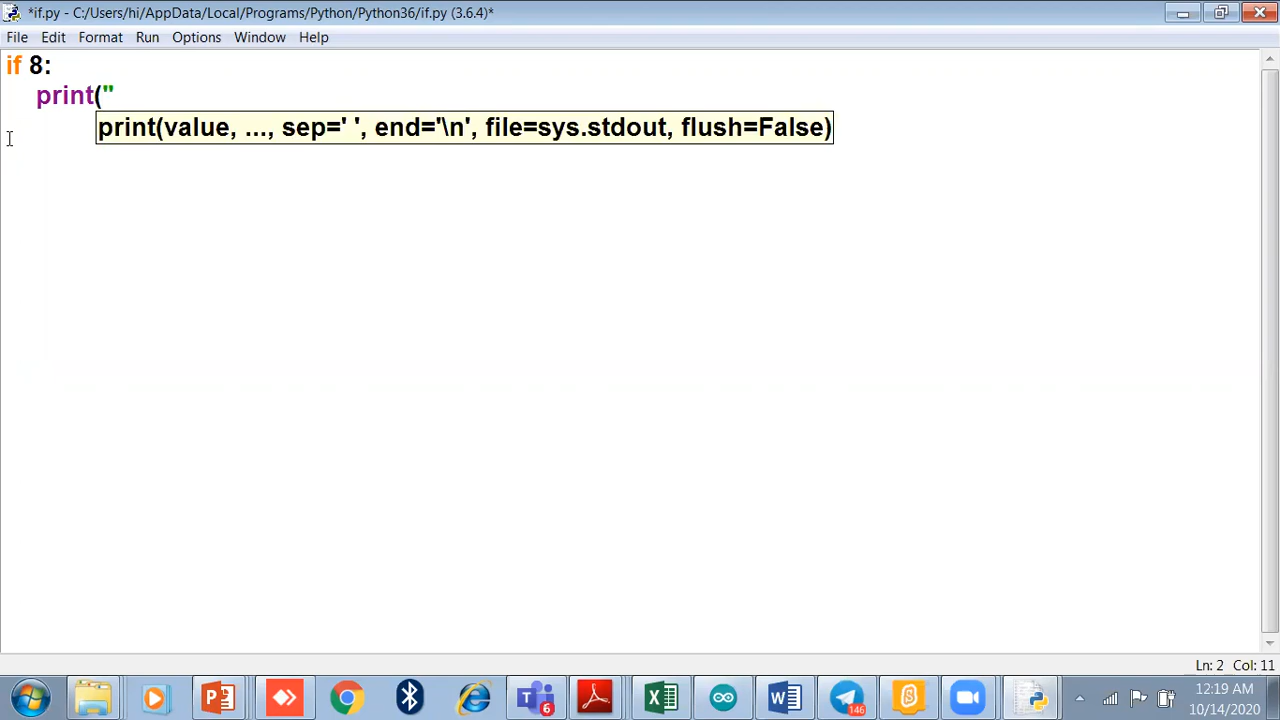 *if.py - C:/Users/hi/AppData/Local/Programs/Python/Python36/if.py (3.6.4)*
File Edit Format Run Options Window Help
if 8:
print("
print(value, ..., sep=' ', end='\n', file=sys.stdout, flush=False)
Ln: 2 Col: 11
6
146
12:19 AM
10/14/2020